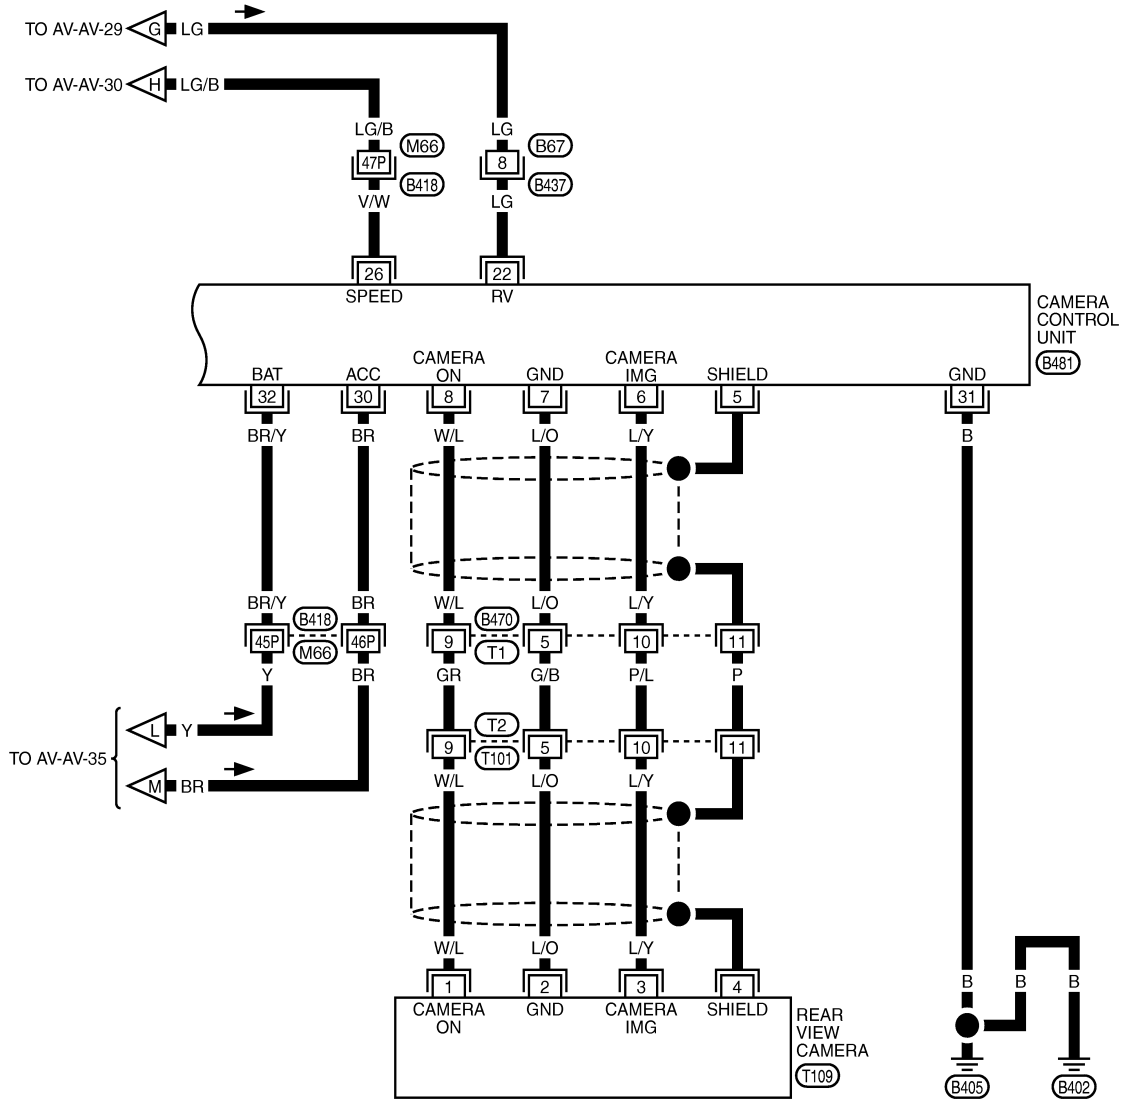 TO AV-AV-29 G LG
TO AV-AV-30 H LG/B
LG/B LG
47P M66 8 B67
B418 B437
V/W LG
26 22
SPEED RV
CAMERA
CONTROL
UNIT
B481
BAT ACC CAMERA ON GND CAMERA IMG SHIELD GND
32 30 8 7 6 5 31
BR/Y BR W/L L/O L/Y B
BR/Y BR W/L L/O L/Y
B418 B470
45P 46P 9 5 10 11
M66 T1
Y BR GR G/B P/L P
T2
L Y
9 5 10 11
TO AV-AV-35
T101
M BR
W/L L/O L/Y
W/L L/O L/Y
B B B
1 2 3 4
CAMERA ON GND CAMERA IMG SHIELD
REAR
VIEW
CAMERA
T109
B405 B402